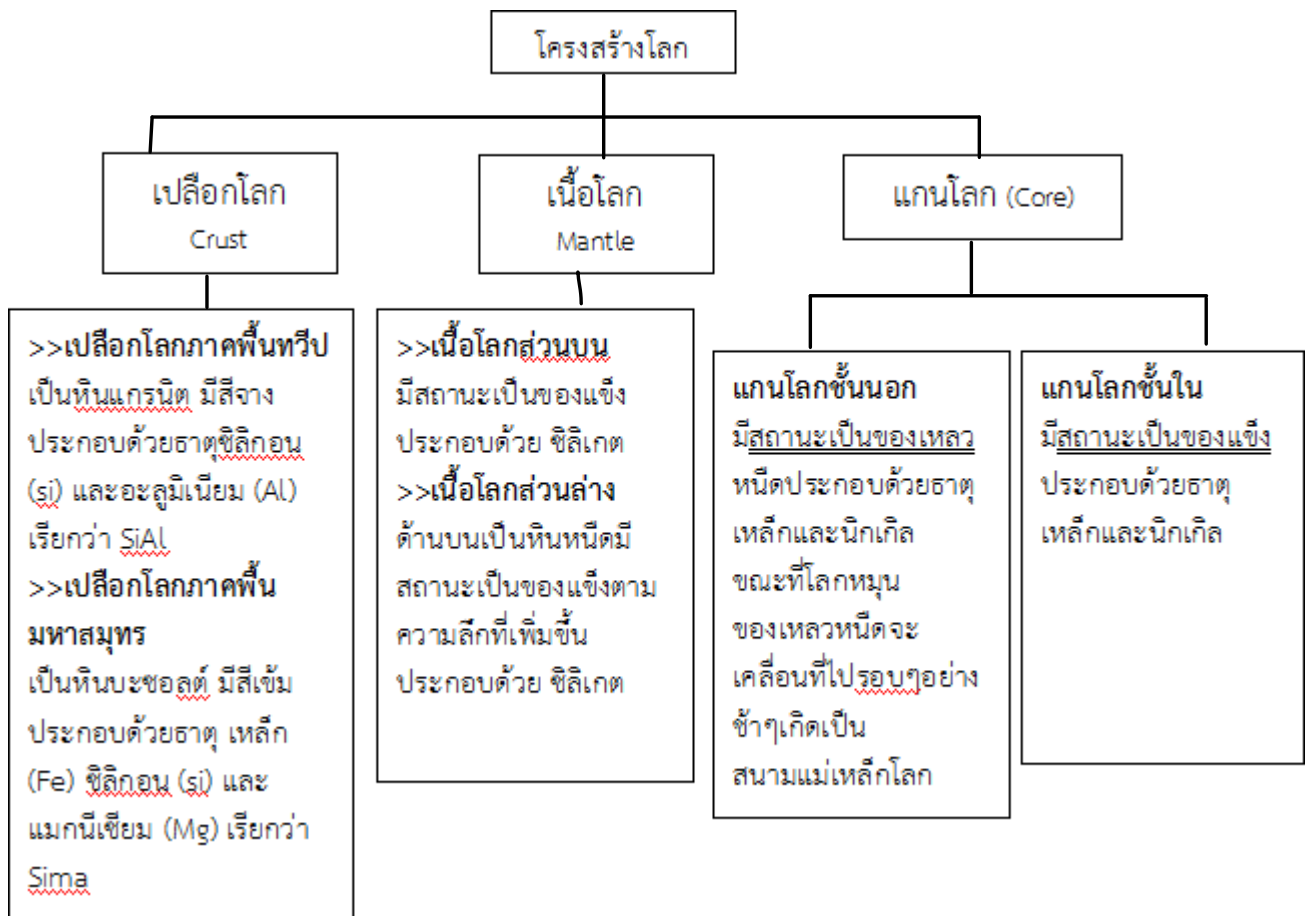 โครงสร้างโลก
เปลือกโลก
Crust
เนื้อโลก
Mantle
แกนโลก (Core)
>>เปลือกโลกภาคพื้นทวีป
เป็นหินแกรนิต มีสีจาง
ประกอบด้วยธาตุซิลิกอน
(si) และอะลูมิเนียม (Al)
เรียกว่า SiAl
>>เปลือกโลกภาคพื้น
มหาสมุทร
เป็นหินบะซอลต์ มีสีเข้ม
ประกอบด้วยธาตุ เหล็ก
(Fe) ซิลิกอน (si) และ
แมกนีเซียม (Mg) เรียกว่า
Sima
>>เนื้อโลกส่วนบน
มีสถานะเป็นของแข็ง
ประกอบด้วย ซิลิเกต
>>เนื้อโลกส่วนล่าง
ด้านบนเป็นหินหนืดมี
สถานะเป็นของแข็งตาม
ความลึกที่เพิ่มขึ้น
ประกอบด้วย ซิลิเกต
แกนโลกชั้นนอก
มีสถานะเป็นของเหลว
หนืดประกอบด้วยธาตุ
เหล็กและนิกเกิล
ขณะที่โลกหมุน
ของเหลวหนืดจะ
เคลื่อนที่ไปรอบๆอย่าง
ช้าๆเกิดเป็น
สนามแม่เหล็กโลก
แกนโลกชั้นใน
มีสถานะเป็นของแข็ง
ประกอบด้วยธาตุ
เหล็กและนิกเกิล